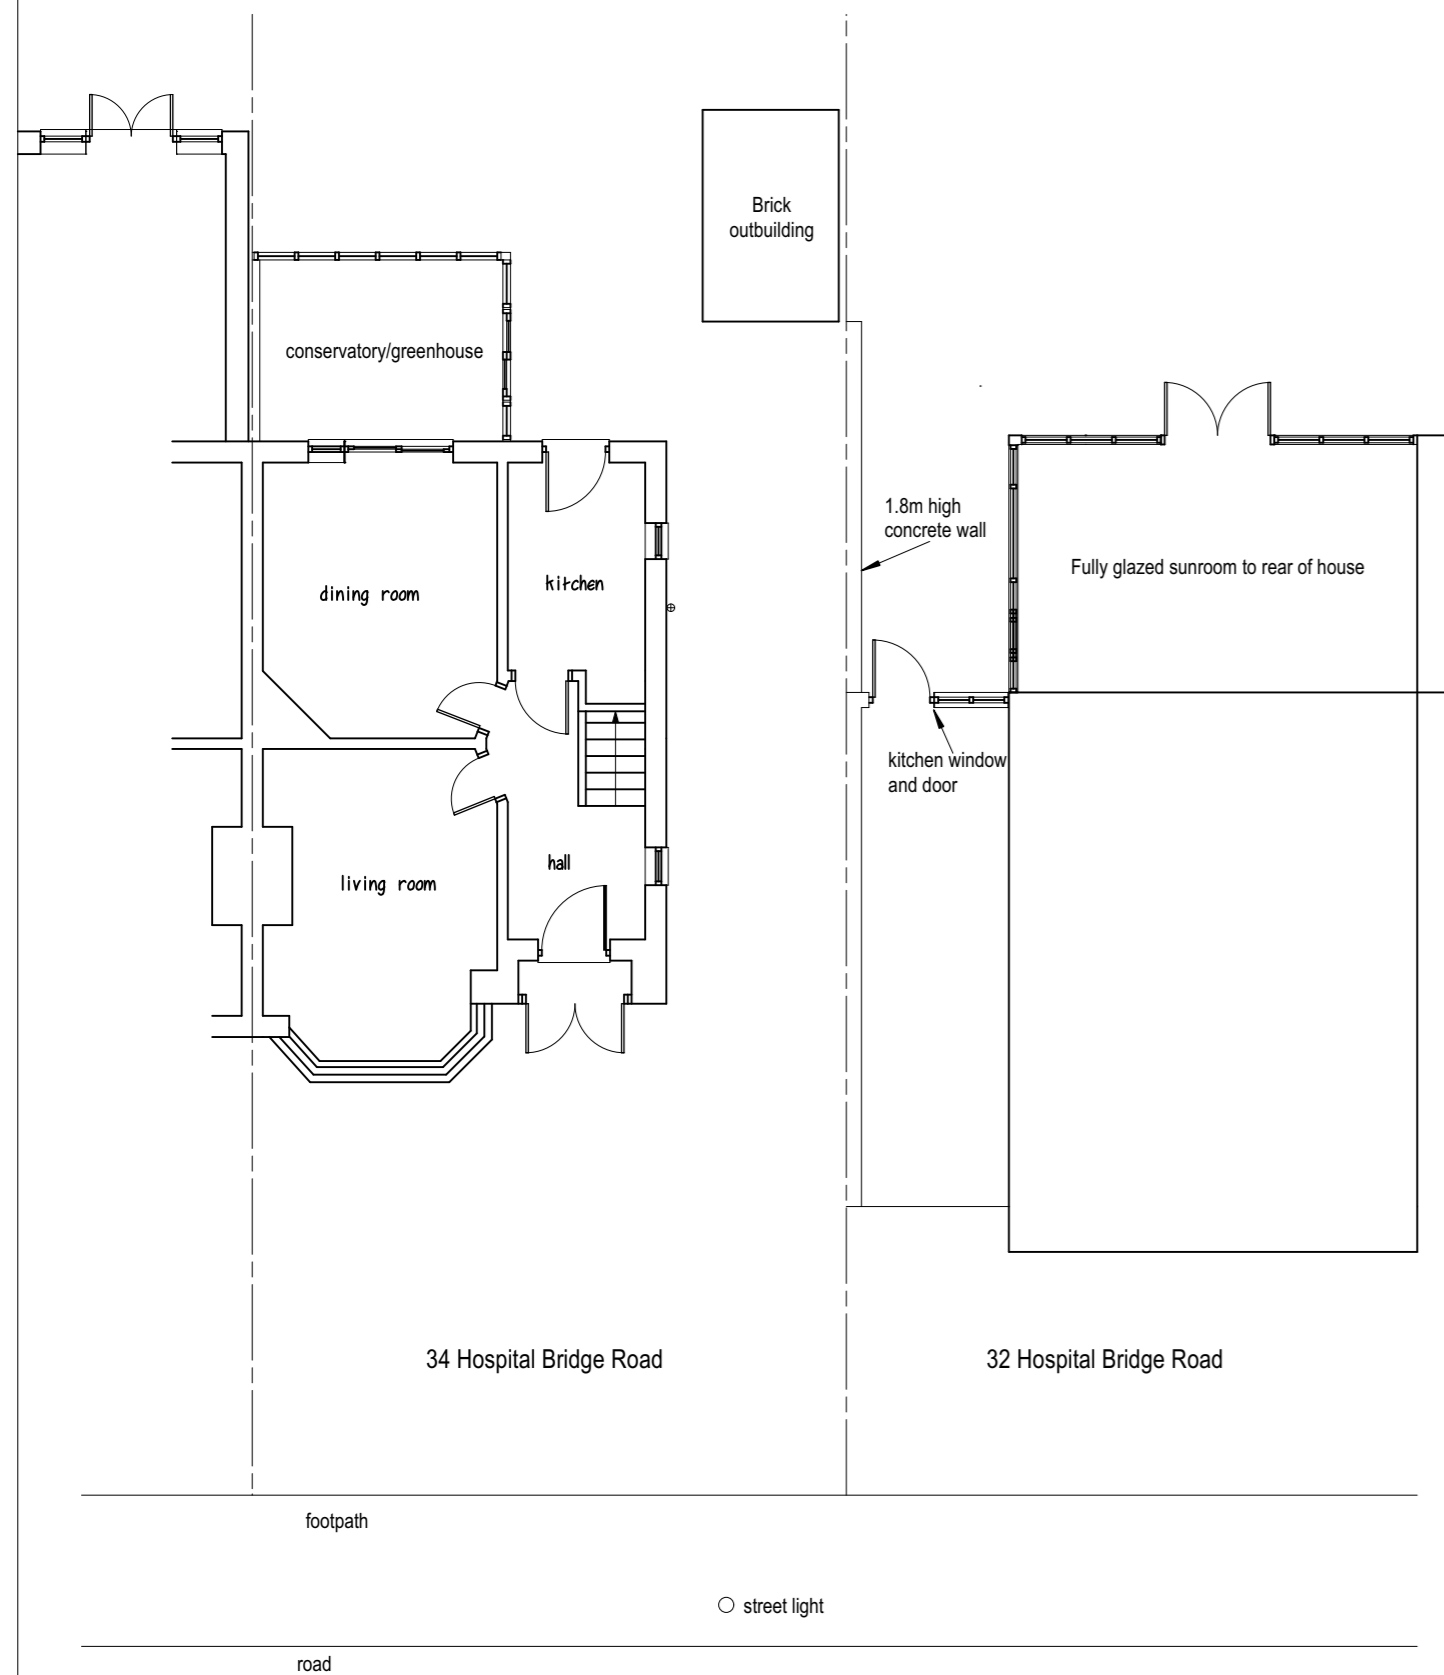 Brick
outbuilding
conservatory/greenhouse
1.8m high
concrete wall
Fully glazed sunroom to rear of house
dining room
kitchen
kitchen window
and door
hall
living room
34 Hospital Bridge Road
32 Hospital Bridge Road
footpath
street light
road